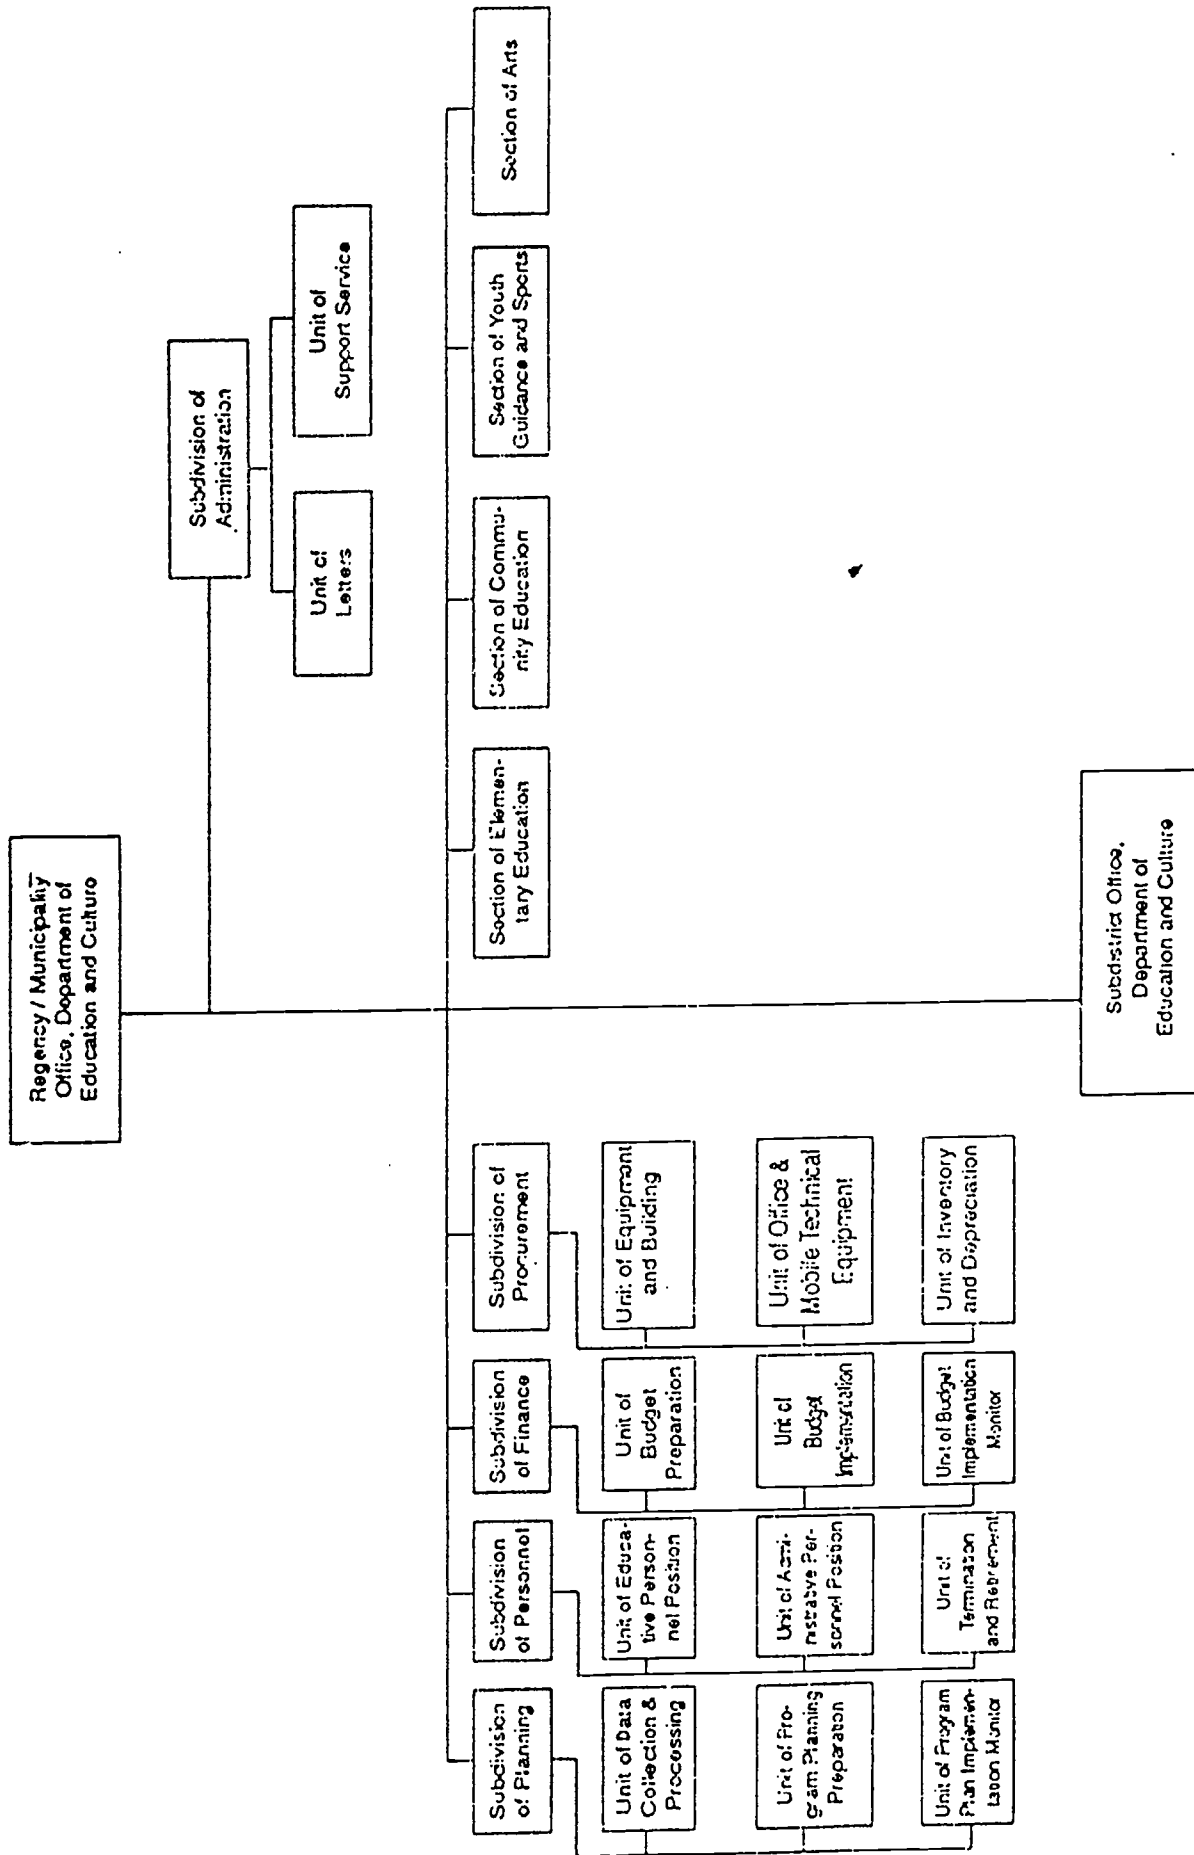 Regency / Municipality
Office, Department of
Education and Culture
Subdivision of
Administration
Unit of
Letters
Unit of
Support Service
Subdivision
of Planning
Subdivision
of Personnel
Subdivision
of Finance
Subdivision of
Procurement
Section of Elemen-
tary Education
Section of Commu-
nity Education
Section of Youth
Guidance and Sports
Section of Arts
Unit of Data
Collection &
Processing
Unit of Educa-
tive Person-
nel Position
Unit of
Budget
Preparation
Unit of Equipment
and Building
Unit of Pro-
gram Planning
Preparation
Unit of Admi-
nistrative Per-
sonnel Position
Unit of
Budget
Implementation
Unit of Office &
Mobile Technical
Equipment
Unit of Program
Plan Implemen-
tation Monitor
Unit of
Termination
and Retirement
Unit of Budget
Implementation
Monitor
Unit of Inventory
and Depreciation
Subdistrict Office,
Department of
Education and Culture